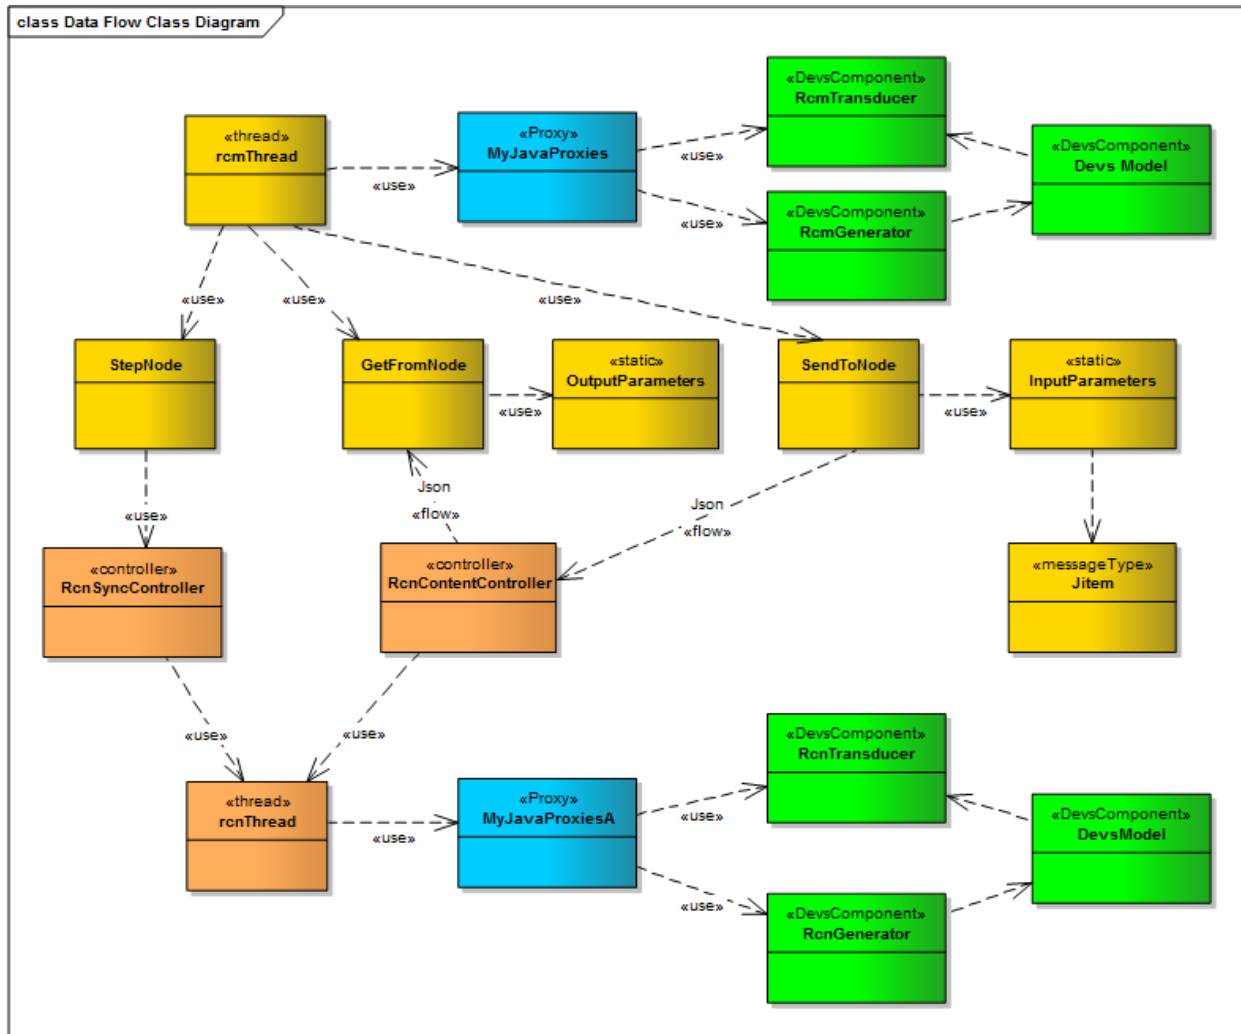 class Data Flow Class Diagram
«DevsComponent»
RcmTransducer
«thread»
rcmThread
«Proxy»
MyJavaProxies
«DevsComponent»
Devs Model
«use»
«use»
«use»
«DevsComponent»
RcmGenerator
«use»
«use»
«use»
StepNode
GetFromNode
«static»
OutputParameters
SendToNode
«static»
InputParameters
«use»
«use»
Json
«flow»
Json
«flow»
«use»
«controller»
RcnSyncController
«controller»
RcnContentController
«messageType»
Jitem
«use»
«use»
«DevsComponent»
RcnTransducer
«thread»
rcnThread
«Proxy»
MyJavaProxiesA
«DevsComponent»
DevsModel
«use»
«use»
«use»
«DevsComponent»
RcnGenerator